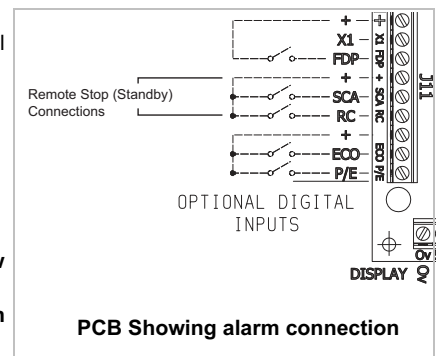 l
+ +
X1 X1
FDP FDP
+ +
Remote Stop (Standby)
Connections
SCA SCA
RC RC
J11
+
ECO ECO
P/E P/E
OPTIONAL DIGITAL
INPUTS
0v
DISPLAY 0v
v
n
PCB Showing alarm connection